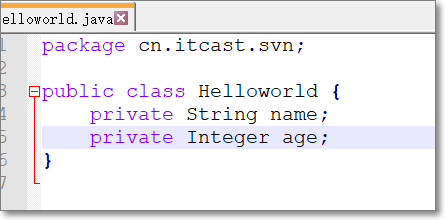 elloworld.java
1 package cn.itcast.svn;
2
3 public class Helloworld {
4     private String name;
5     private Integer age;
6 }
7